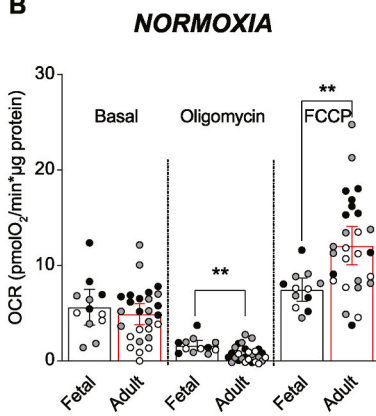 B
NORMOXIA
OCR (pmolO₂/min*µg protein)
30
20
10
0
Basal
Oligomycin
FCCP
**
**
Fetal
Adult
Fetal
Adult
Fetal
Adult